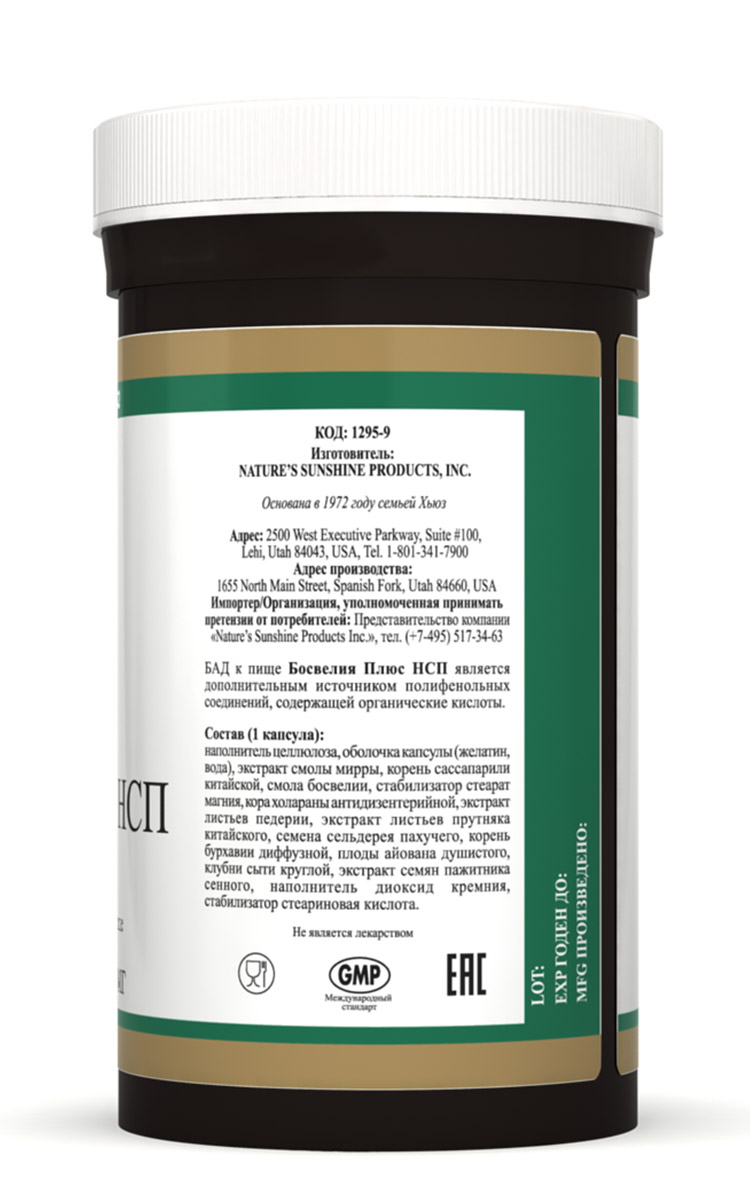 КОД: 1295-9
Изготовитель:
NATURE'S SUNSHINE PRODUCTS, INC.
Основана в 1972 году семьей Хьюз
Адрес: 2500 West Executive Parkway, Suite #100,
Lehi, Utah 84043, USA, Tel. 1-801-341-7900
Адрес производства:
1655 North Main Street, Spanish Fork, Utah 84660, USA
Импортер/Организация, уполномоченная принимать
претензии от потребителей: Представительство компании
«Nature's Sunshine Products Inc.», тел. (+7-495) 517-34-63
БАД к пище Босвелия Плюс НСП является
дополнительным источником полифенольных
соединений, содержащей органические кислоты.
Состав (1 капсула):
наполнитель целлюлоза, оболочка капсулы (желатин,
вода), экстракт смолы мирры, корень сассапарили
китайской, смола босвелии, стабилизатор стеарат
магния, кора холараны антидизентерийной, экстракт
листьев педерии, экстракт листьев прутняка
китайского, семена сельдерея пахучего, корень
бурхавии диффузной, плоды айована душистого,
клубни сыти круглой, экстракт семян пажитника
сенного, наполнитель диоксид кремния,
стабилизатор стеариновая кислота.
Не является лекарством
GMP
Международный
стандарт
EAC
НСП
LOT:
EXP ГОДЕН ДО:
MFG ПРОИЗВЕДЕНО: